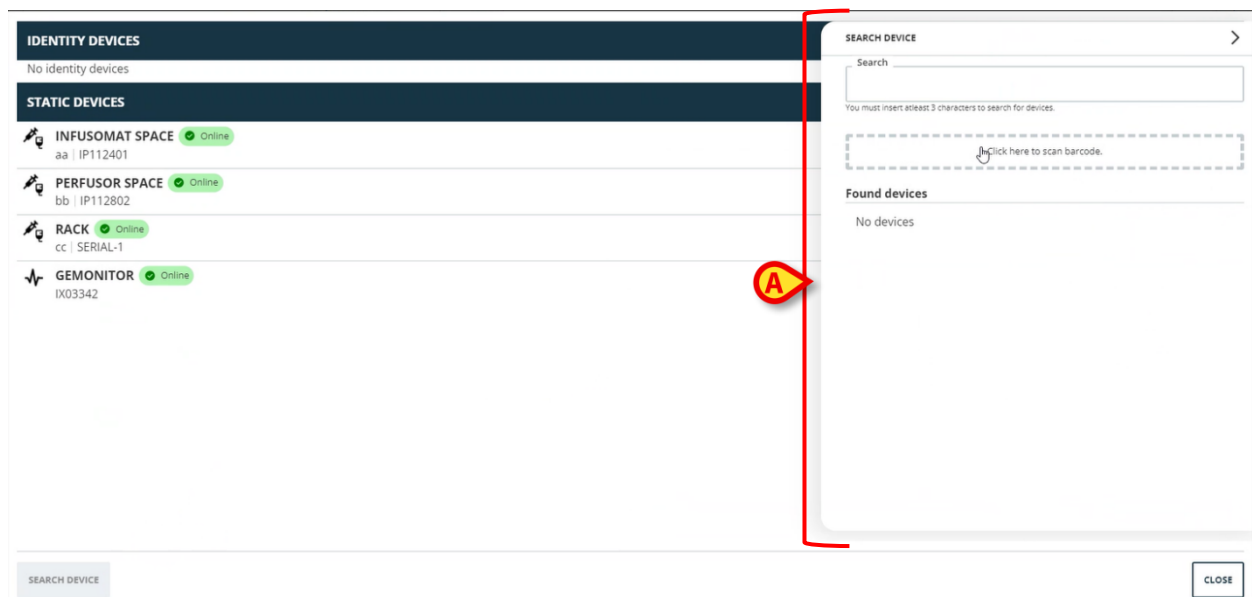 IDENTITY DEVICES
No identity devices
STATIC DEVICES
INFUSOMAT SPACE Online
aa | IP112401
PERFUSOR SPACE Online
bb | IP112802
RACK Online
cc | SERIAL-1
GEMONITOR Online
IX03342
A
SEARCH DEVICE
Search
You must insert atleast 3 characters to search for devices.
Click here to scan barcode.
Found devices
No devices
SEARCH DEVICE
CLOSE